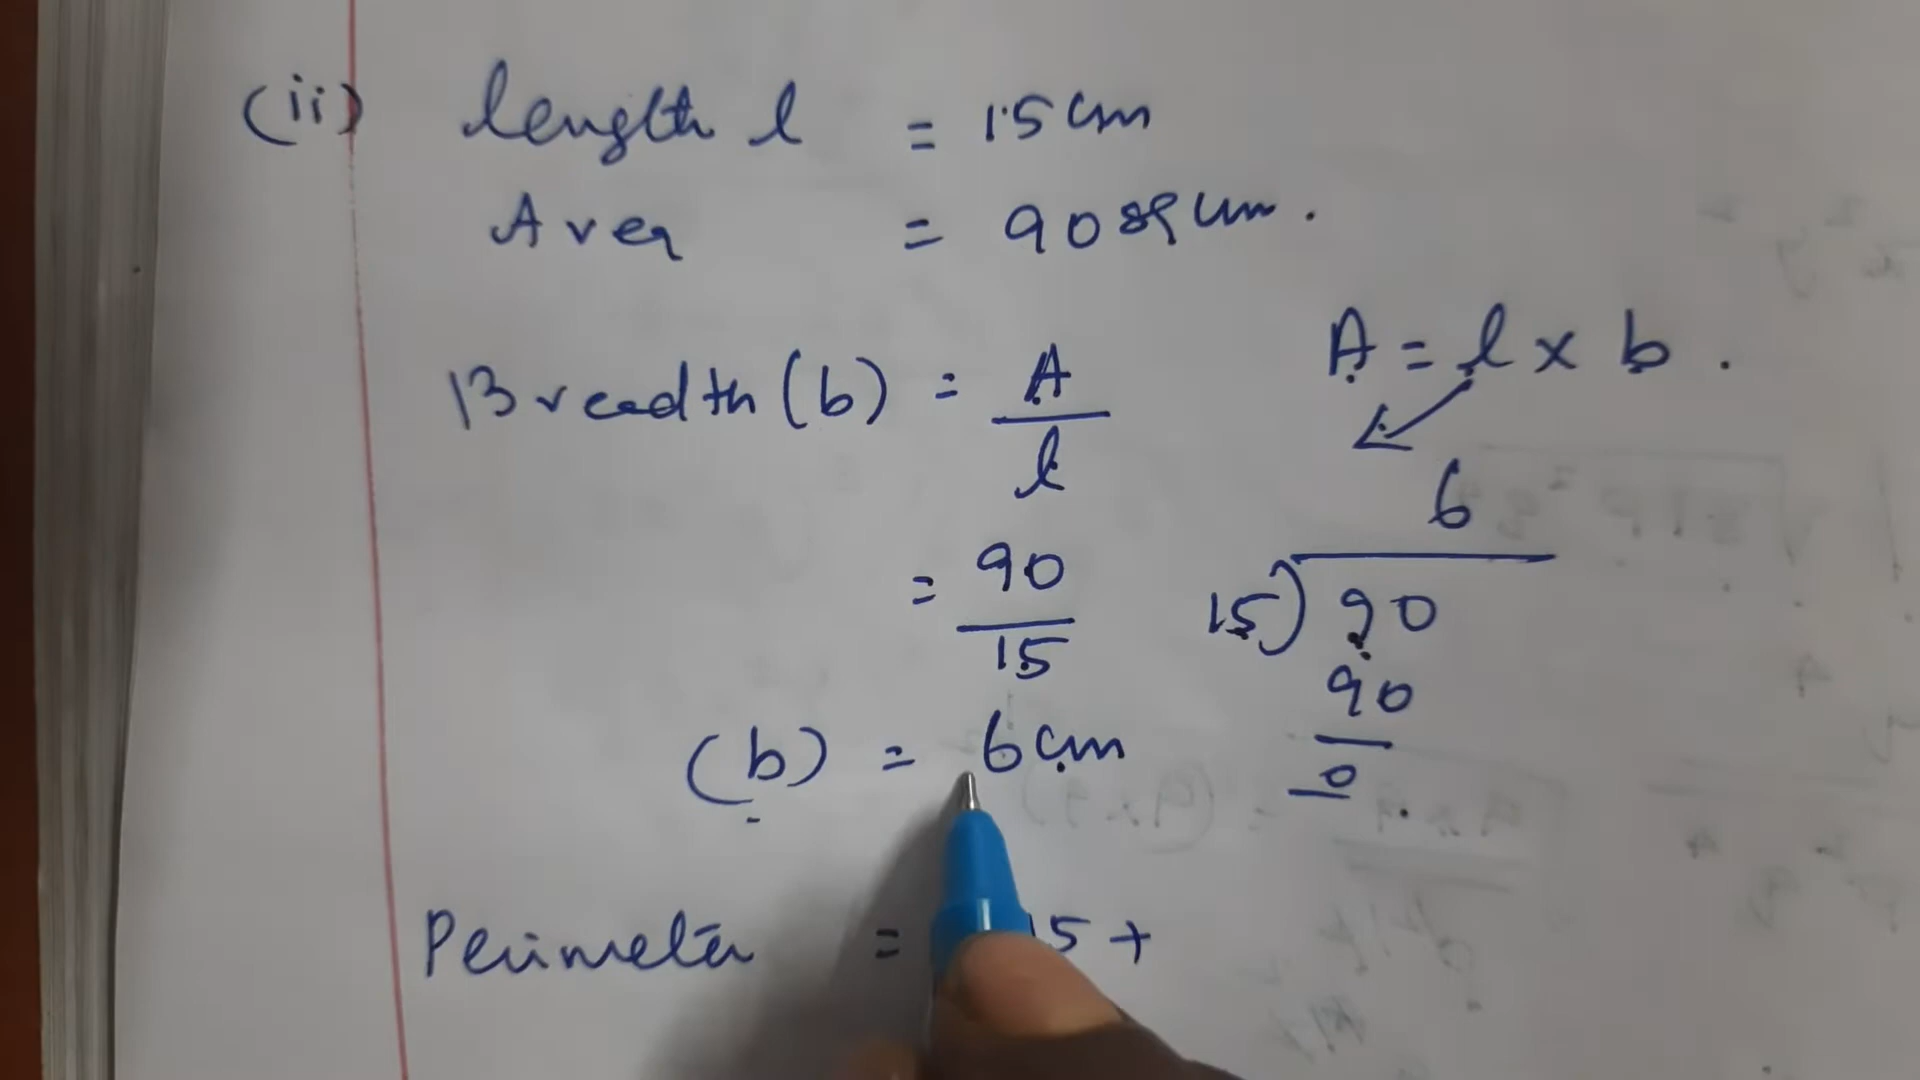 (ii) length l = 15 cm
Area = 90 sq cm.
A = l x b.
Breadth (b) = A
l
6
= 90
15
15) 90
90
(b) = 6 cm
0
Perimeter = 15 +